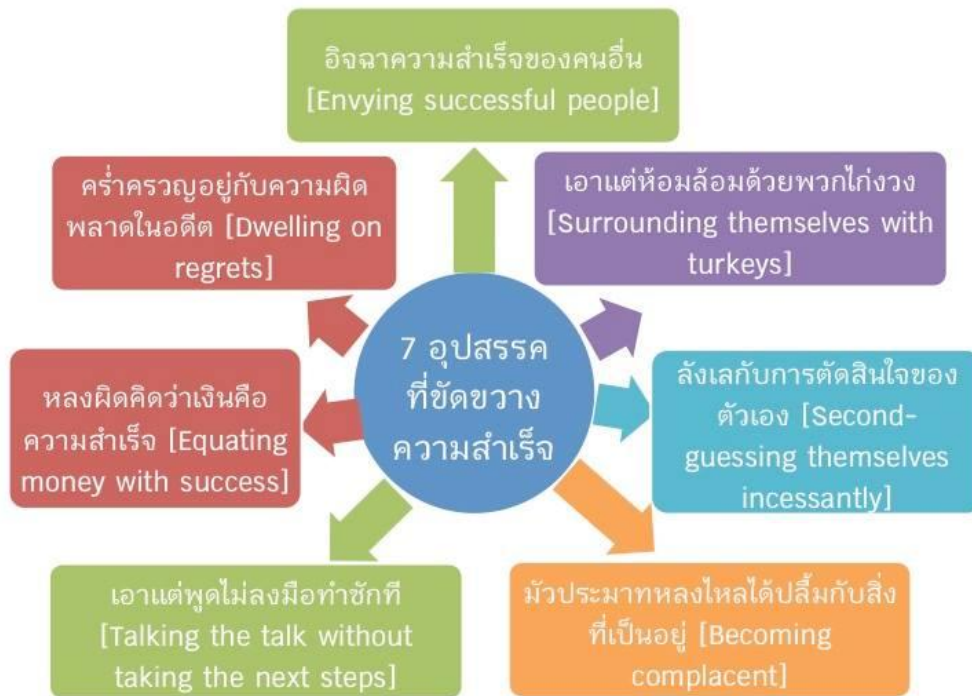 อิจฉาความสำเร็จของคนอื่น
[Envying successful people]
คร่ำครวญอยู่กับความผิด
พลาดในอดีต [Dwelling on
regrets]
เอาแต่ห้อมล้อมด้วยพวกไก่งวง
[Surrounding themselves with
turkeys]
7 อุปสรรค
ที่ขัดขวาง
ความสำเร็จ
หลงผิดคิดว่าเงินคือ
ความสำเร็จ [Equating
money with success]
ลังเลกับการตัดสินใจของ
ตัวเอง [Second-
guessing themselves
incessantly]
เอาแต่พูดไม่ลงมือทำซักที
[Talking the talk without
taking the next steps]
มัวประมาทหลงไหลได้ปลื้มกับสิ่ง
ที่เป็นอยู่ [Becoming
complacent]